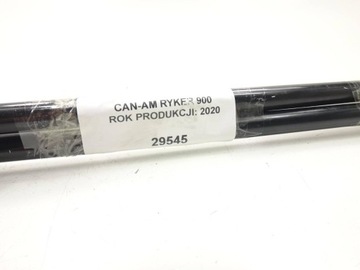 CAN-AM RYKER 900
ROK PRODUKCJI: 2020
29545